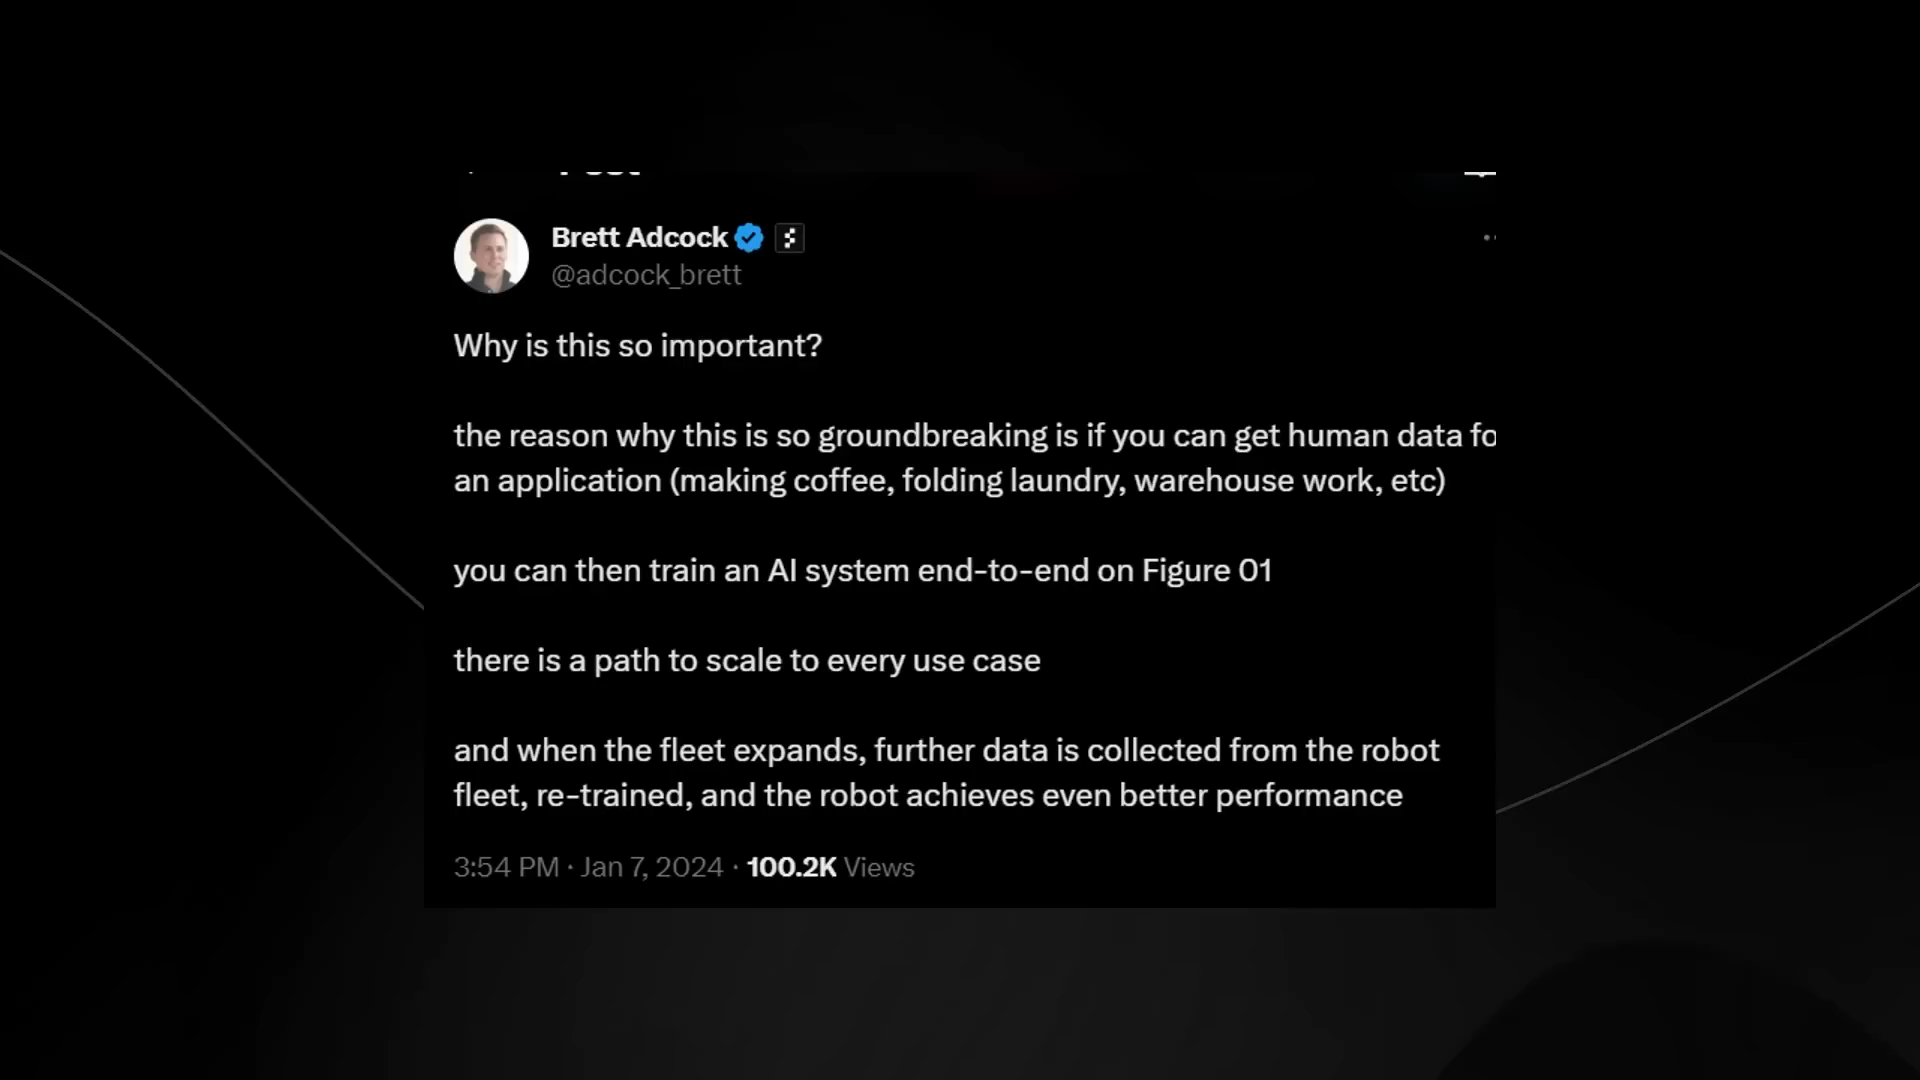 Brett Adcock
@adcock_brett
Why is this so important?
the reason why this is so groundbreaking is if you can get human data fo
an application (making coffee, folding laundry, warehouse work, etc)
you can then train an AI system end-to-end on Figure 01
there is a path to scale to every use case
and when the fleet expands, further data is collected from the robot
fleet, re-trained, and the robot achieves even better performance
3:54 PM · Jan 7, 2024 · 100.2K Views